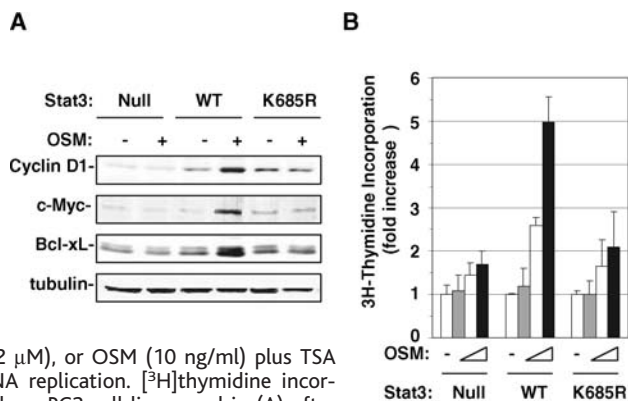 A
Stat3: Null WT K685R
OSM: - + - + - +
Cyclin D1-
c-Myc-
Bcl-xL-
tubulin-
2 μM), or OSM (10 ng/ml) plus TSA
NA replication. [³H]thymidine incor-
B
3H-Thymidine Incorporation
(fold increase )
6
5
4
3
2
1
0
OSM: - - -
Stat3: Null WT K685R